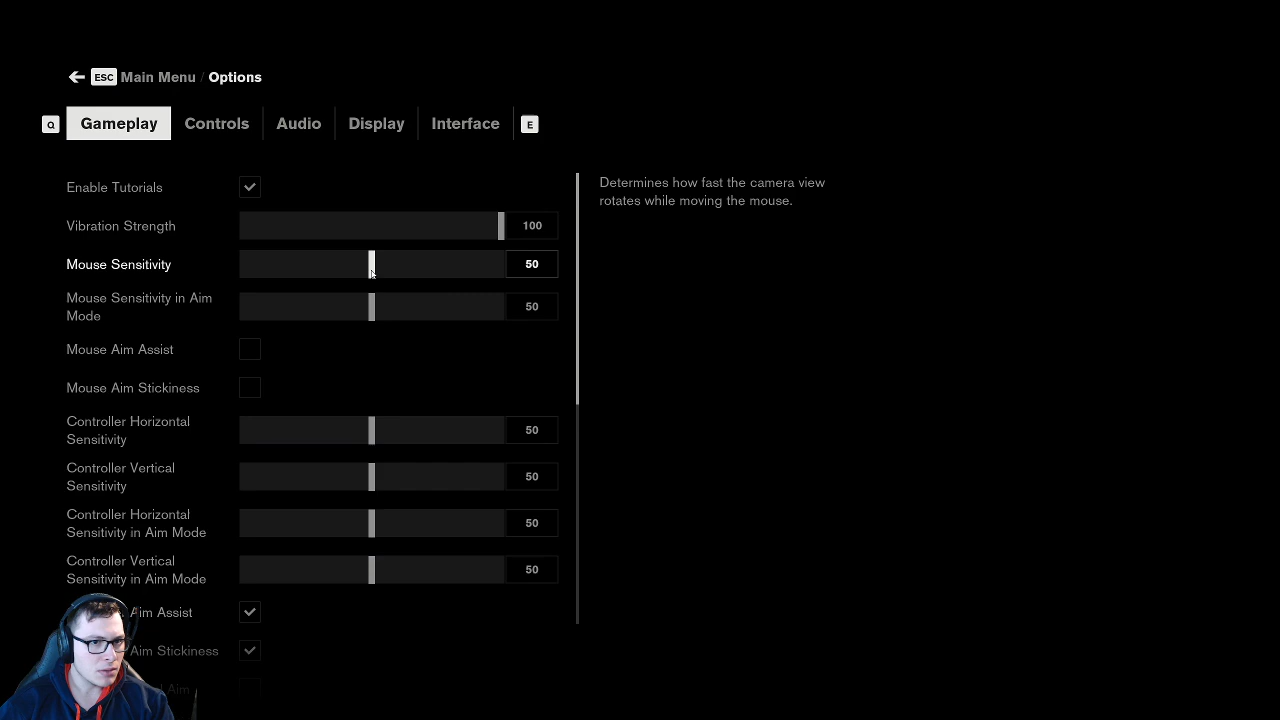 ESC Main Menu / Options
Q Gameplay Controls Audio Display Interface E
Enable Tutorials
Determines how fast the camera view
rotates while moving the mouse.
Vibration Strength 100
Mouse Sensitivity 50
Mouse Sensitivity in Aim
Mode
50
Mouse Aim Assist
Mouse Aim Stickiness
Controller Horizontal
Sensitivity
50
Controller Vertical
Sensitivity
50
Controller Horizontal
Sensitivity in Aim Mode
50
Controller Vertical
Sensitivity in Aim Mode
50
Aim Assist
Aim Stickiness
Aim